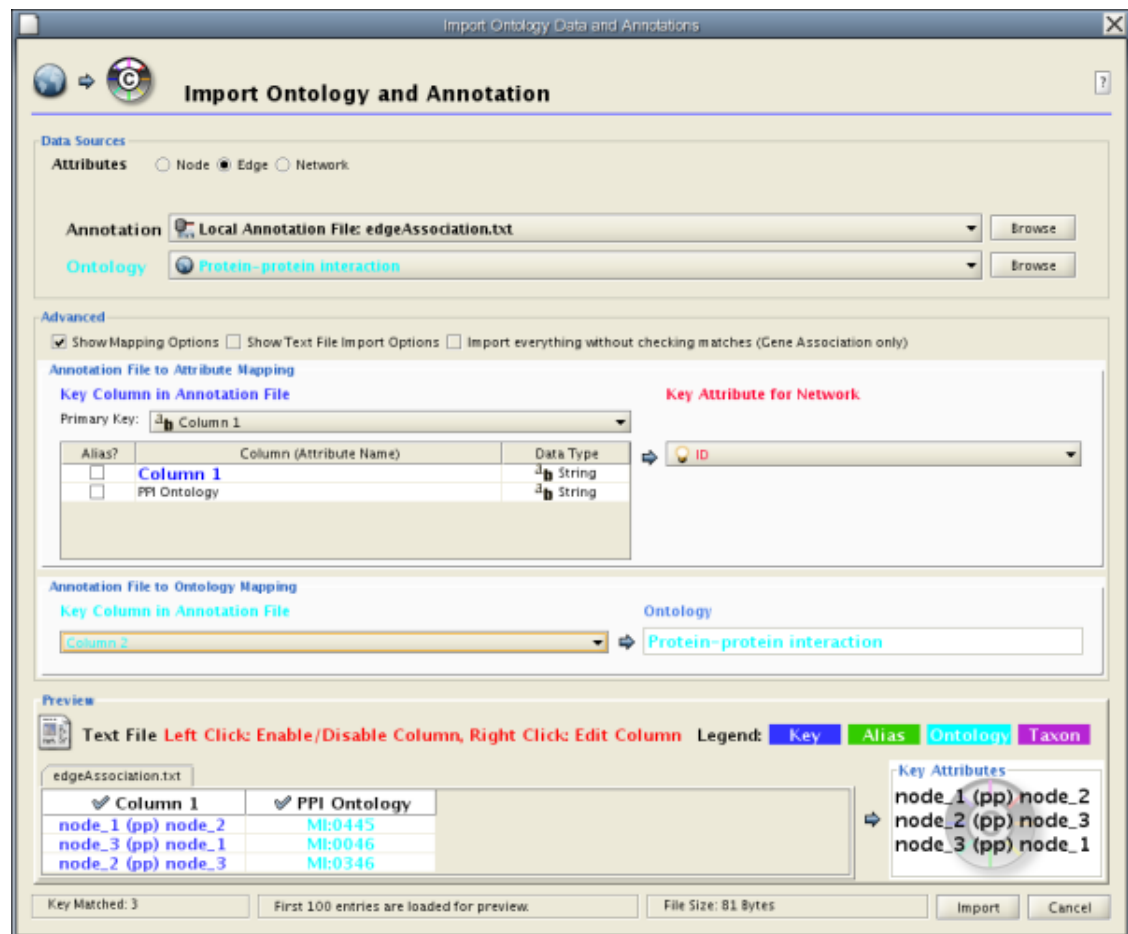 Import Ontology Data and Annotations
C
Import Ontology and Annotation
?
Data Sources
Attributes Node Edge Network
Annotation Local Annotation File: edgeAssociation.txt Browse
Ontology Protein-protein interaction Browse
Advanced
Show Mapping Options Show Text File Import Options Import everything without checking matches (Gene Association only)
Annotation File to Attribute Mapping
Key Column in Annotation File Key Attribute for Network
Primary Key: ab Column 1
Alias? Column (Attribute Name) Data Type
ID
Column 1 ab String
PPI Ontology ab String
Annotation File to Ontology Mapping
Key Column in Annotation File Ontology
Column 2 Protein-protein interaction
Preview
Text File Left Click: Enable/Disable Column, Right Click: Edit Column Legend: Key Alias Ontology Taxon
edgeAssociation.txt
Column 1 PPI Ontology
node_1 (pp) node_2 MI:0445
node_3 (pp) node_1 MI:0046
node_2 (pp) node_3 MI:0346
Key Attributes
node_1 (pp) node_2
node_2 (pp) node_3
node_3 (pp) node_1
Key Matched: 3 First 100 entries are loaded for preview. File Size: 81 Bytes Import Cancel